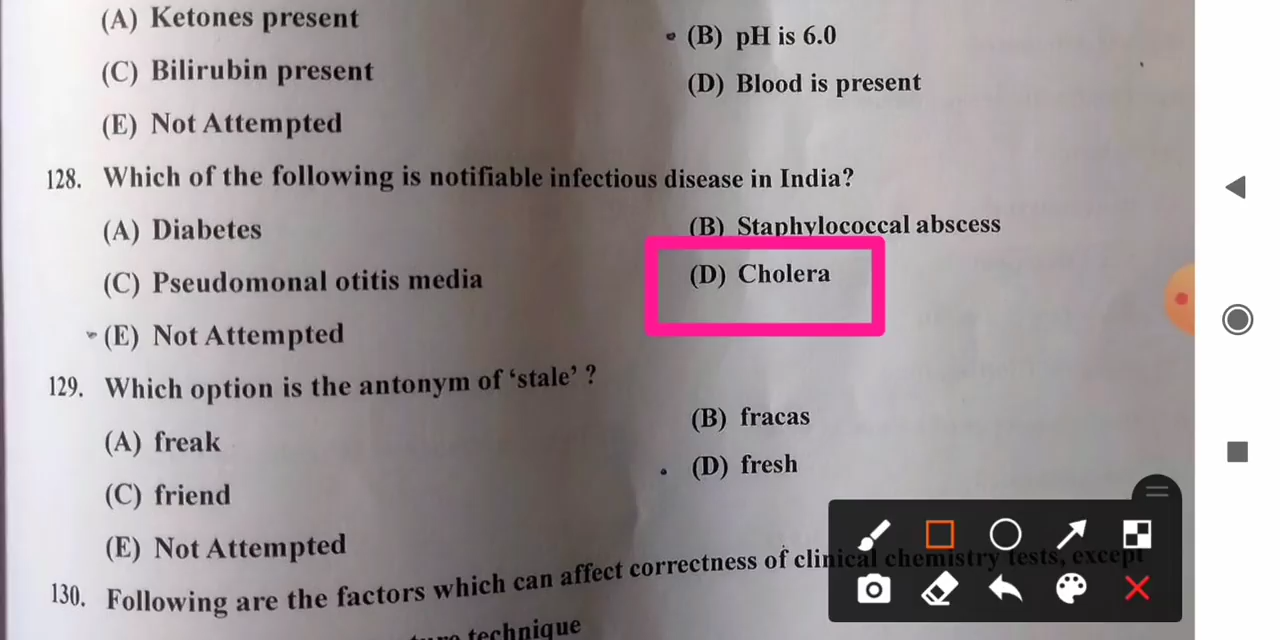 (A) Ketones present
(B) pH is 6.0
(C) Bilirubin present
(D) Blood is present
(E) Not Attempted
128. Which of the following is notifiable infectious disease in India?
(A) Diabetes
(B) Staphylococcal abscess
(C) Pseudomonal otitis media
(D) Cholera
(E) Not Attempted
129. Which option is the antonym of ‘stale’ ?
(A) freak
(B) fracas
(C) friend
(D) fresh
(E) Not Attempted
130. Following are the factors which can affect correctness of clinical chemistry tests, except
technique